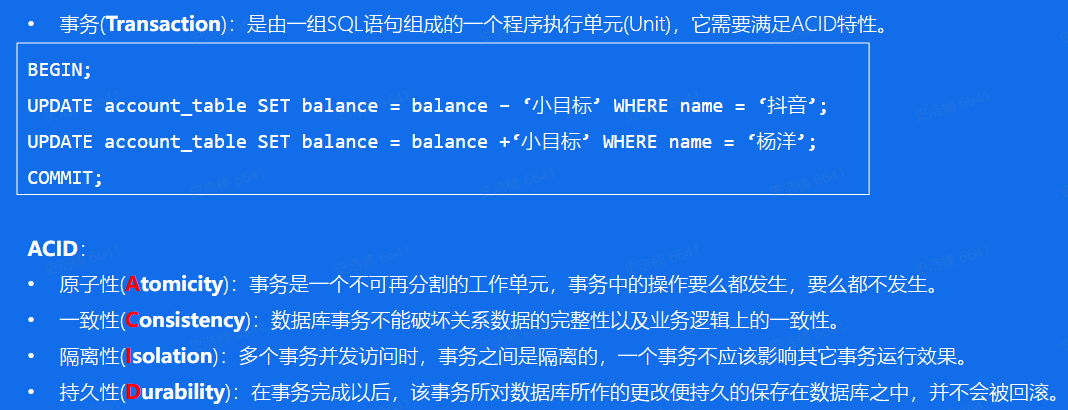 • 事务(Transaction)：是由一组SQL语句组成的一个程序执行单元(Unit)，它需要满足ACID特性。
BEGIN;
UPDATE account_table SET balance = balance - ‘小目标’ WHERE name = ‘抖音’;
UPDATE account_table SET balance = balance +‘小目标’ WHERE name = ‘杨洋’;
COMMIT;
ACID：
• 原子性(Atomicity)：事务是一个不可再分割的工作单元，事务中的操作要么都发生，要么都不发生。
• 一致性(Consistency)：数据库事务不能破坏关系数据的完整性以及业务逻辑上的一致性。
• 隔离性(Isolation)：多个事务并发访问时，事务之间是隔离的，一个事务不应该影响其它事务运行效果。
• 持久性(Durability)：在事务完成以后，该事务所对数据库所作的更改便持久的保存在数据库之中，并不会被回滚。